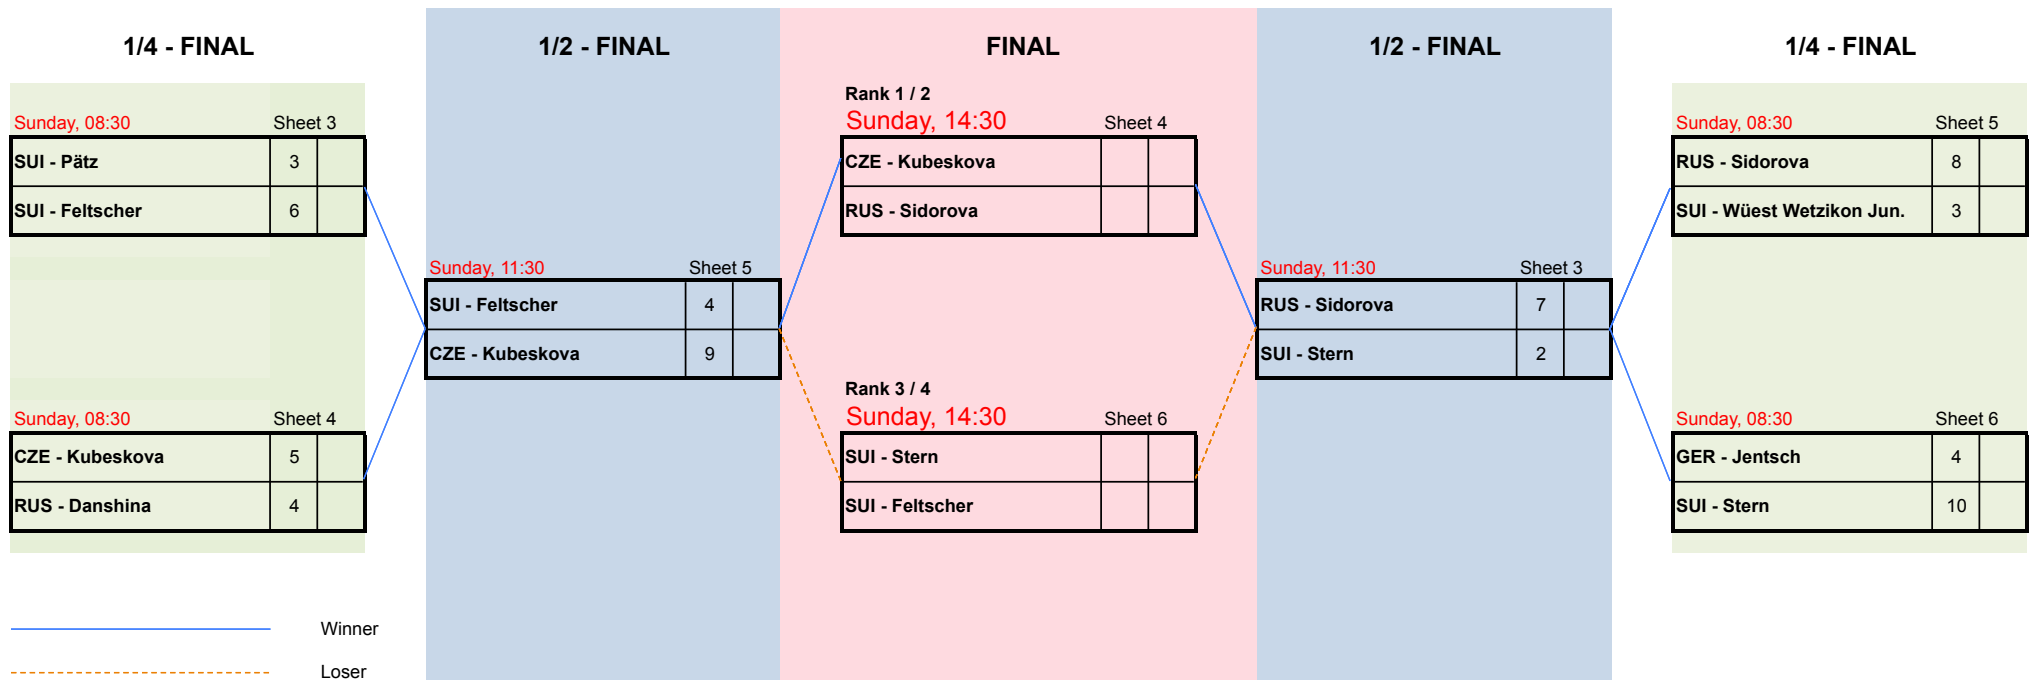 1/4 - FINAL
1/2 - FINAL
FINAL
1/2 - FINAL
1/4 - FINAL
Sunday, 08:30 Sheet 3
SUI - Pätz 3
SUI - Feltscher 6
Sunday, 08:30 Sheet 4
CZE - Kubeskova 5
RUS - Danshina 4
Sunday, 11:30 Sheet 5
SUI - Feltscher 4
CZE - Kubeskova 9
Rank 1 / 2
Sunday, 14:30 Sheet 4
CZE - Kubeskova
RUS - Sidorova
Rank 3 / 4
Sunday, 14:30 Sheet 6
SUI - Stern
SUI - Feltscher
Sunday, 11:30 Sheet 3
RUS - Sidorova 7
SUI - Stern 2
Sunday, 08:30 Sheet 5
RUS - Sidorova 8
SUI - Wüest Wetzikon Jun. 3
Sunday, 08:30 Sheet 6
GER - Jentsch 4
SUI - Stern 10
Winner
Loser